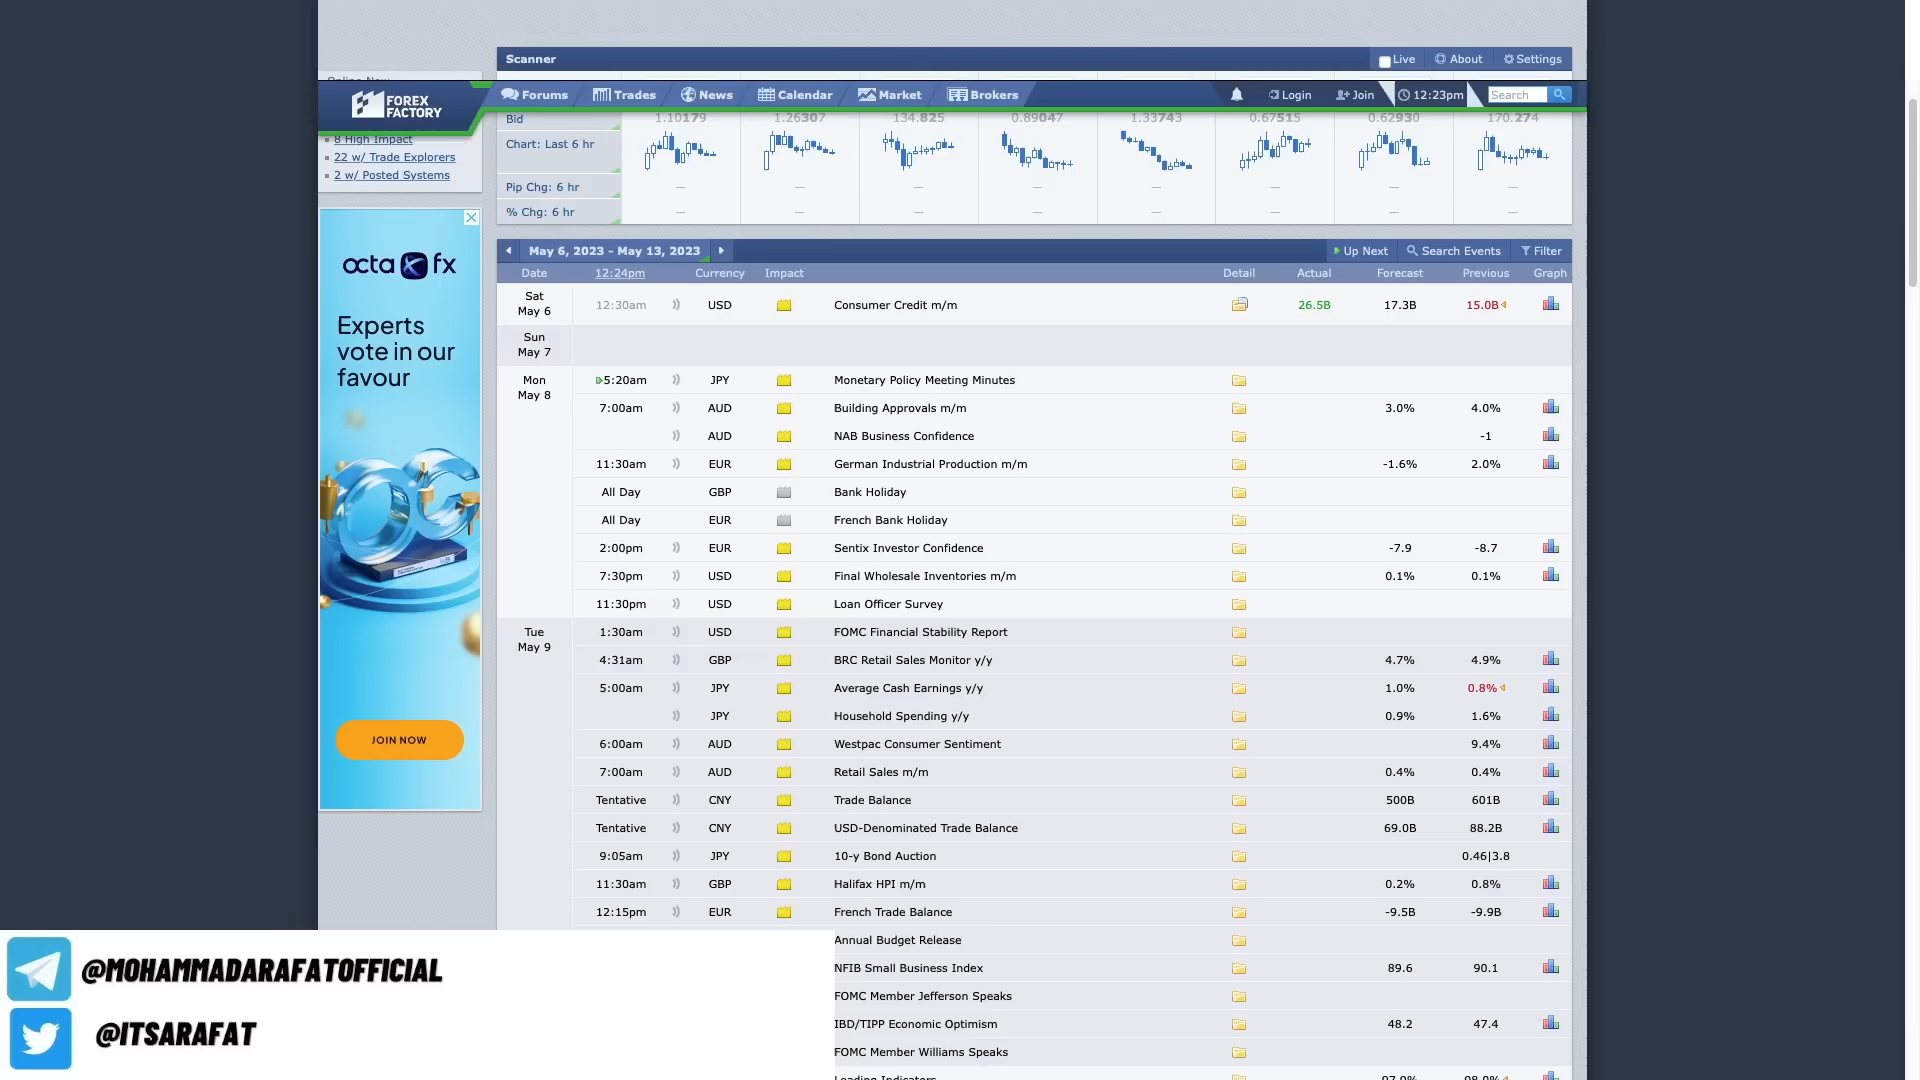 Scanner Live About Settings
Online Now
FOREX FACTORY Forums Trades News Calendar Market Brokers Login Join 12:23pm Search
Bid 1.10179 1.26307 134.825 0.89047 1.33743 0.67515 0.62930 170.274
8 High Impact
Chart: Last 6 hr
22 w/ Trade Explorers
2 w/ Posted Systems
Pip Chg: 6 hr — — — — — — — —
% Chg: 6 hr — — — — — — — —
octa fx
Experts
vote in our
favour
JOIN NOW
May 6, 2023 - May 13, 2023 Up Next Search Events Filter
Date 12:24pm Currency Impact Detail Actual Forecast Previous Graph
Sat May 6 12:30am USD Consumer Credit m/m 26.5B 17.3B 15.0B
Sun May 7
Mon May 8 5:20am JPY Monetary Policy Meeting Minutes
7:00am AUD Building Approvals m/m 3.0% 4.0%
AUD NAB Business Confidence -1
11:30am EUR German Industrial Production m/m -1.6% 2.0%
All Day GBP Bank Holiday
All Day EUR French Bank Holiday
2:00pm EUR Sentix Investor Confidence -7.9 -8.7
7:30pm USD Final Wholesale Inventories m/m 0.1% 0.1%
11:30pm USD Loan Officer Survey
Tue May 9 1:30am USD FOMC Financial Stability Report
4:31am GBP BRC Retail Sales Monitor y/y 4.7% 4.9%
5:00am JPY Average Cash Earnings y/y 1.0% 0.8%
JPY Household Spending y/y 0.9% 1.6%
6:00am AUD Westpac Consumer Sentiment 9.4%
7:00am AUD Retail Sales m/m 0.4% 0.4%
Tentative CNY Trade Balance 500B 601B
Tentative CNY USD-Denominated Trade Balance 69.0B 88.2B
9:05am JPY 10-y Bond Auction 0.46|3.8
11:30am GBP Halifax HPI m/m 0.2% 0.8%
12:15pm EUR French Trade Balance -9.5B -9.9B
Annual Budget Release
NFIB Small Business Index 89.6 90.1
FOMC Member Jefferson Speaks
IBD/TIPP Economic Optimism 48.2 47.4
FOMC Member Williams Speaks
Leading Indicators 97.9% 98.0%
@MOHAMMADARAFATOFFICIAL
@ITSARAFAT